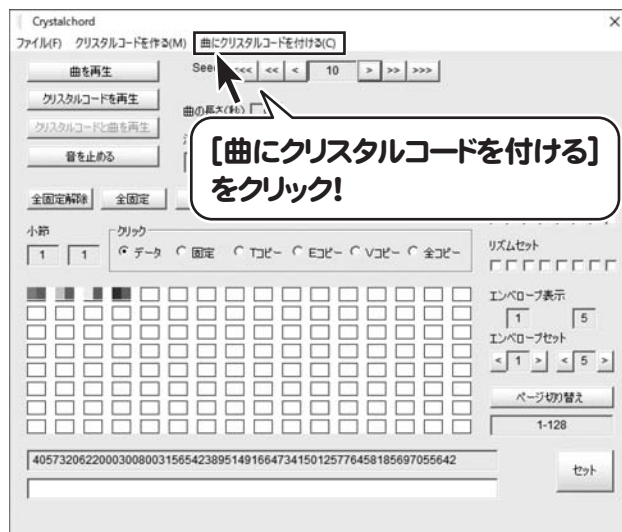 Crystalchord
ファイル(F) クリスタルコードを作る(M) 曲にクリスタルコードを付ける(C)
曲を再生
<< < 10 > >> >>>
クリスタルコードを再生
クリスタルコードと曲を再生
音を止める
[曲にクリスタルコードを付ける]
をクリック!
全固定解除 全固定
小節
1 1
クリック
データ 固定 Tコピー Eコピー Vコピー 全コピー
リズムセット
エンベロープ表示
1 5
エンベロープセット
< 1 > < 5 >
ページ切り替え
1-128
4057320622000300800315654238951491664734150125776458185697055642
セット